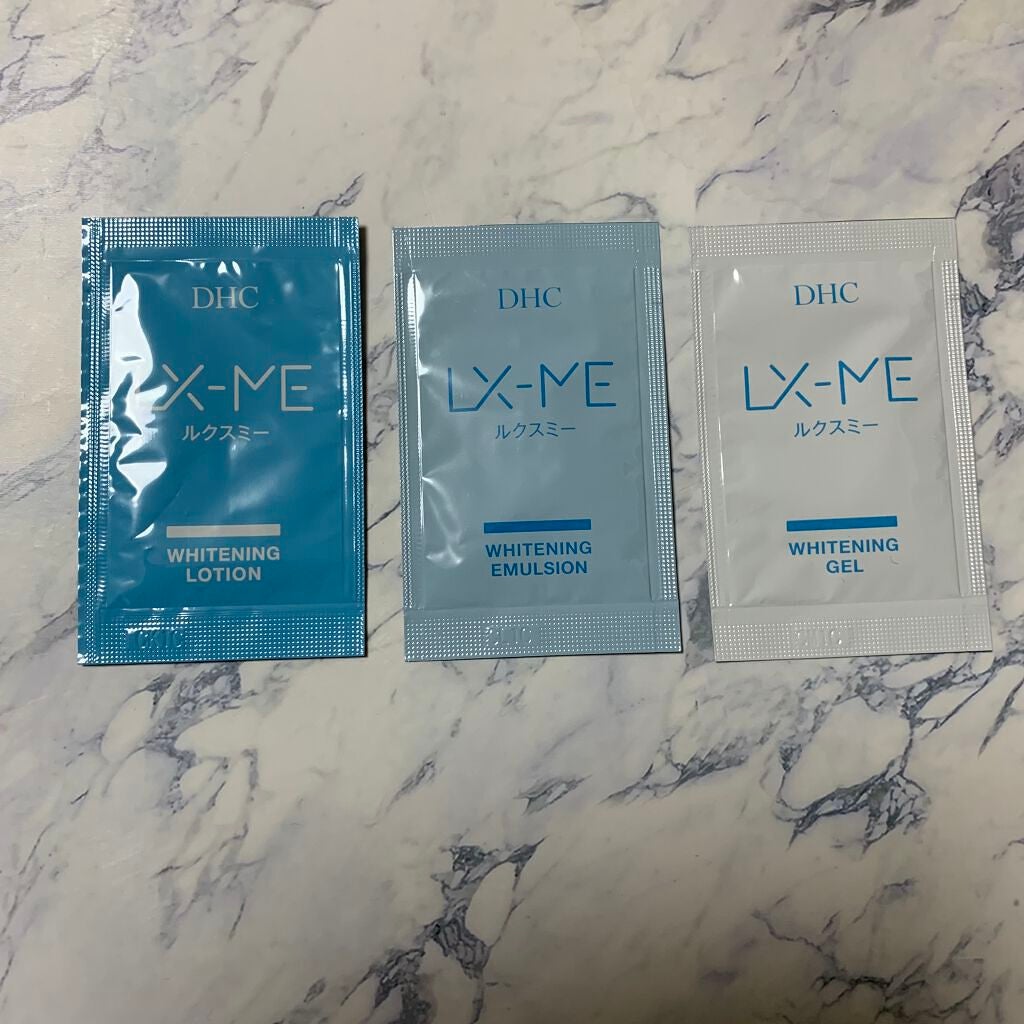 DHC
LX-ME
ルクスミー
WHITENING
LOTION
DHC
LX-ME
ルクスミー
WHITENING
EMULSION
DHC
LX-ME
ルクスミー
WHITENING
GEL